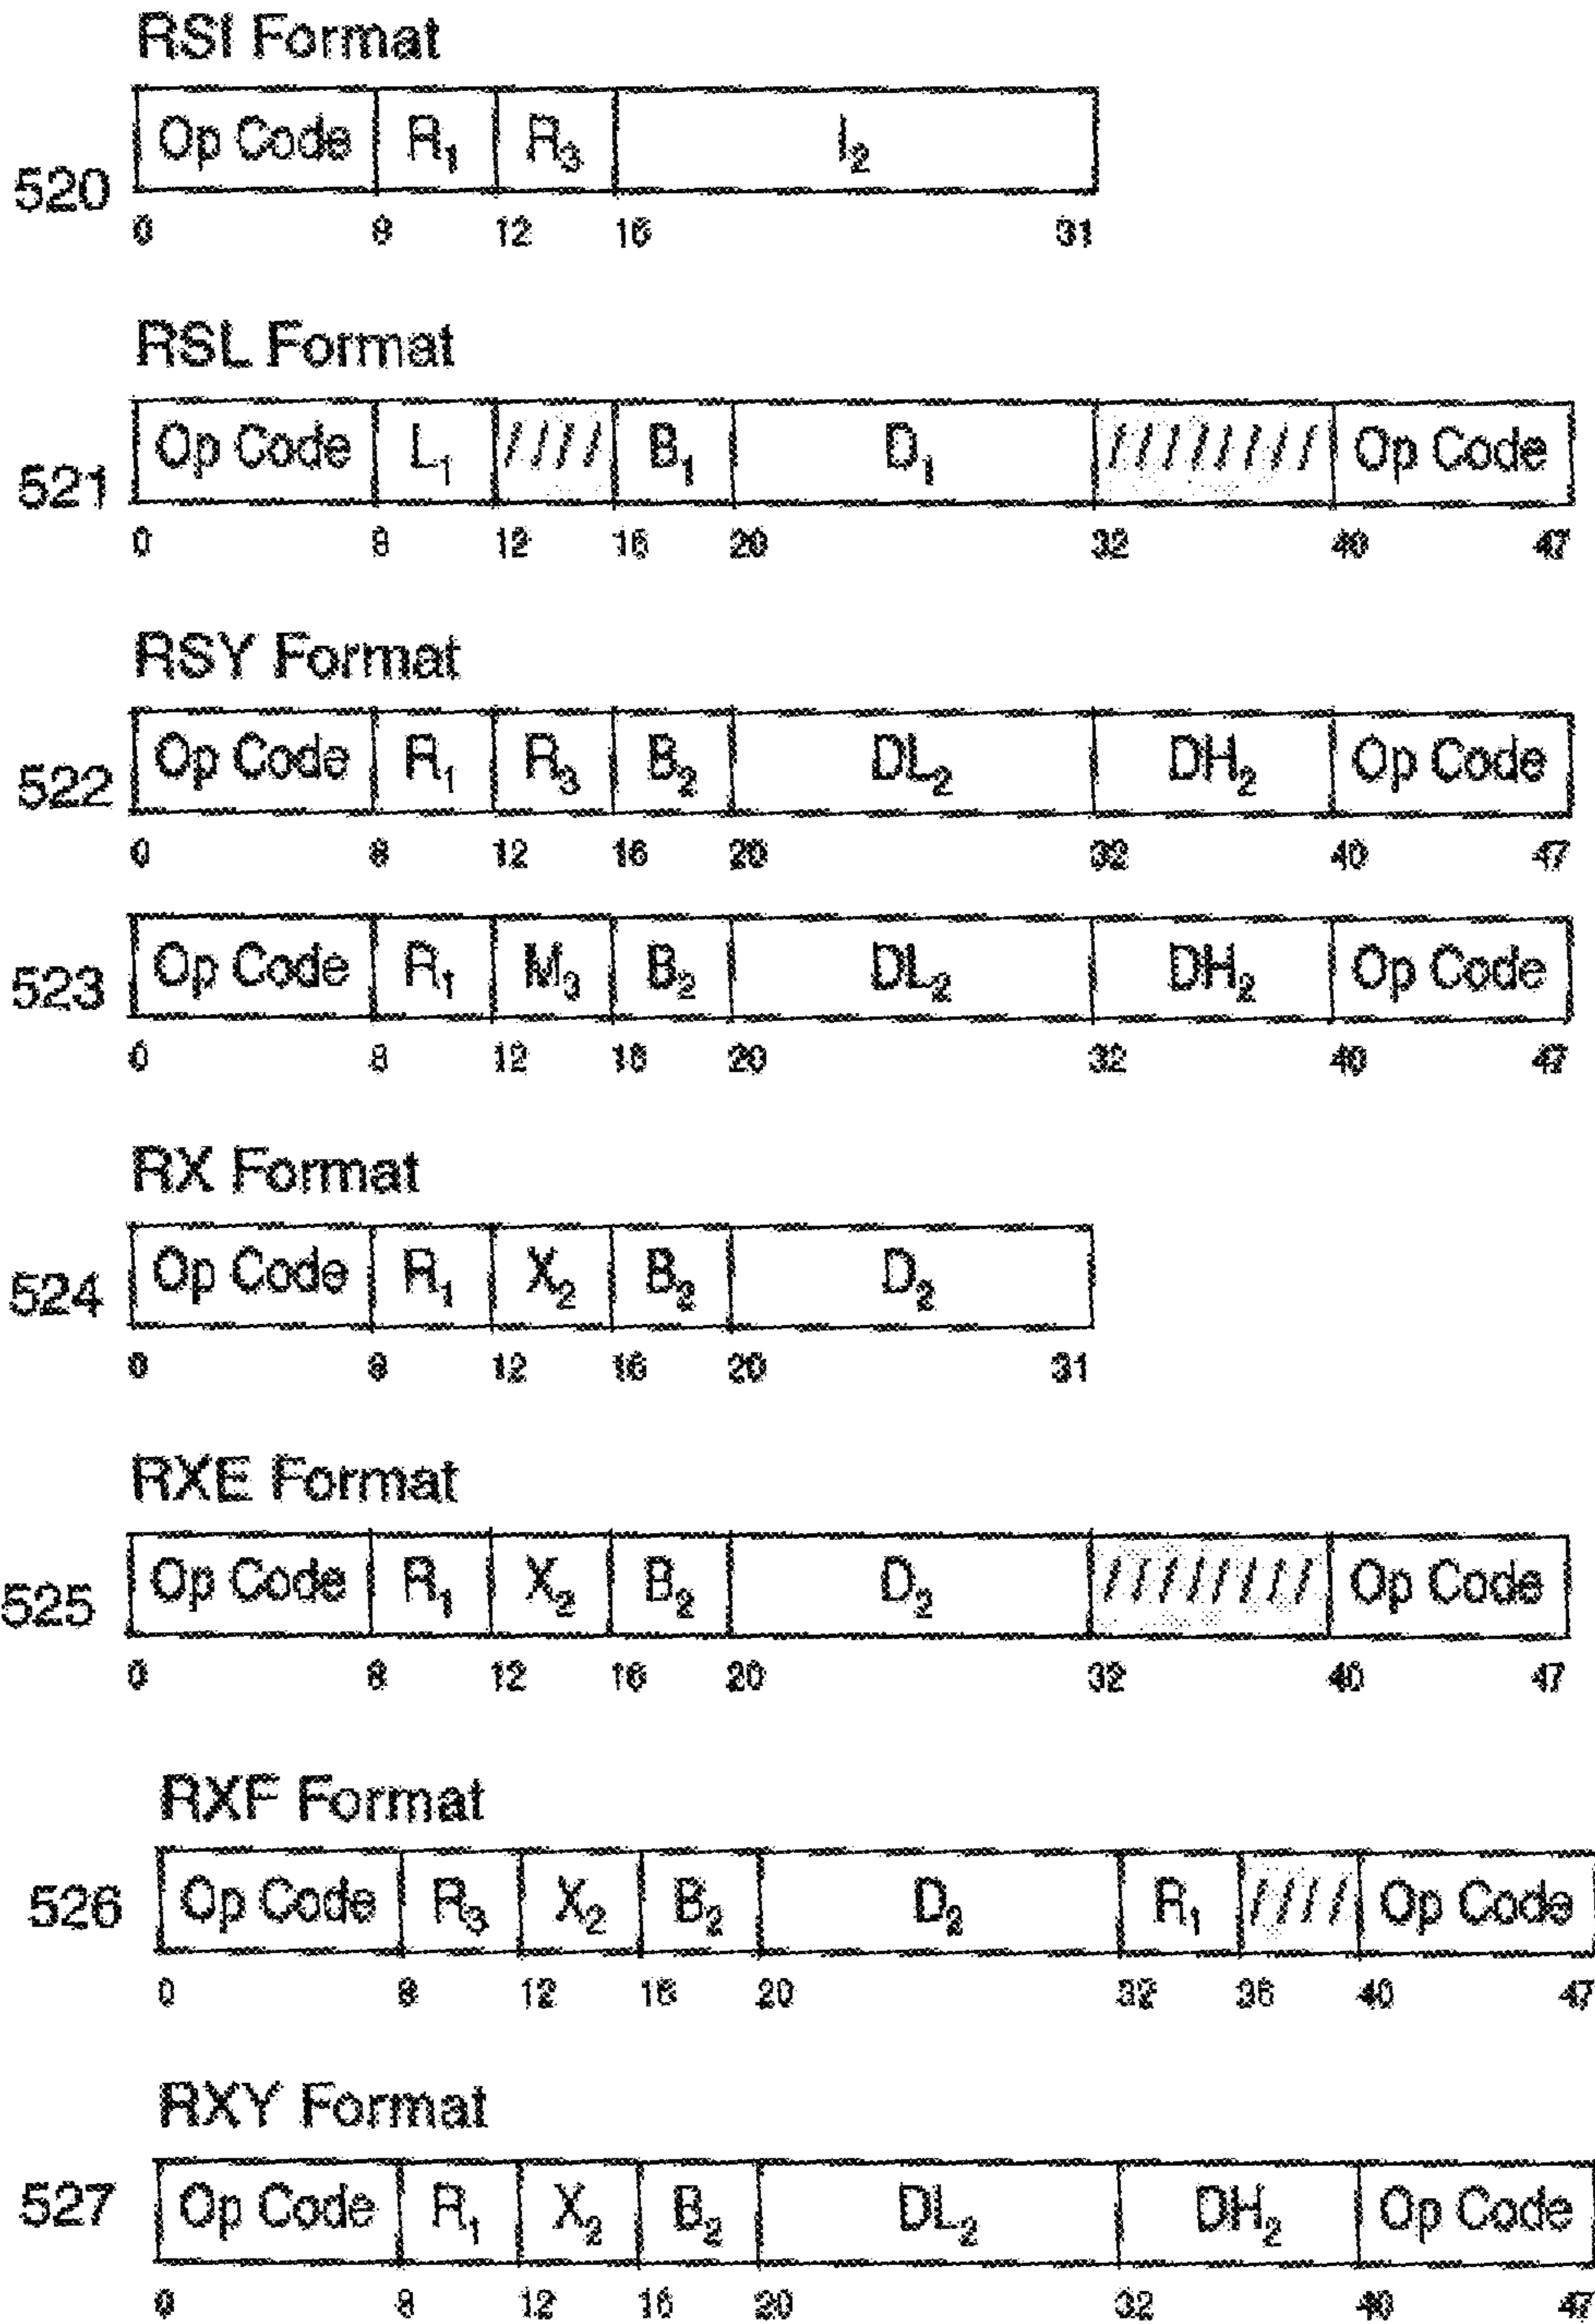 RSI Format
520 Op Code R₁ R₃ I₂
0 8 12 16 31
RSL Format
521 Op Code L₁ //// B₁ D₁ //////// Op Code
0 8 12 16 20 32 40 47
RSY Format
522 Op Code R₁ R₃ B₂ DL₂ DH₂ Op Code
0 8 12 16 20 32 40 47
523 Op Code R₁ M₃ B₂ DL₂ DH₂ Op Code
0 8 12 16 20 32 40 47
RX Format
524 Op Code R₁ X₂ B₂ D₂
0 8 12 16 20 31
RXE Format
525 Op Code R₁ X₂ B₂ D₂ //////// Op Code
0 8 12 16 20 32 40 47
RXF Format
526 Op Code R₃ X₂ B₂ D₂ R₁ //// Op Code
0 8 12 16 20 32 36 40 47
RXY Format
527 Op Code R₁ X₂ B₂ DL₂ DH₂ Op Code
0 8 12 16 20 32 40 47